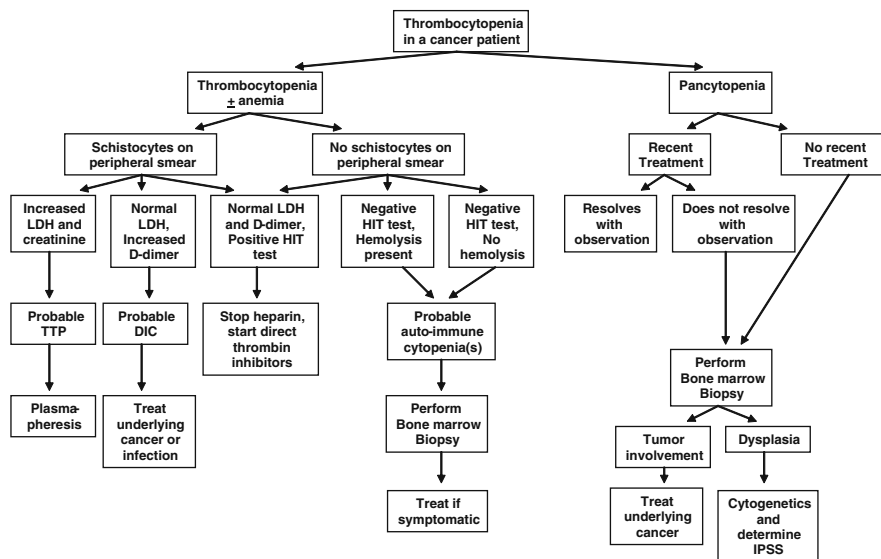 Thrombocytopenia
in a cancer patient
Thrombocytopenia
± anemia
Pancytopenia
Schistocytes on
peripheral smear
No schistocytes on
peripheral smear
Recent
Treatment
No recent
Treatment
Increased
LDH and
creatinine
Normal
LDH,
Increased
D-dimer
Normal LDH
and D-dimer,
Positive HIT
test
Negative
HIT test,
Hemolysis
present
Negative
HIT test,
No
hemolysis
Resolves
with
observation
Does not resolve
with
observation
Probable
TTP
Probable
DIC
Stop heparin,
start direct
thrombin
inhibitors
Probable
auto-immune
cytopenia(s)
Perform
Bone marrow
Biopsy
Plasma-
pheresis
Treat
underlying
cancer or
infection
Perform
Bone marrow
Biopsy
Tumor
involvement
Dysplasia
Treat if
symptomatic
Treat
underlying
cancer
Cytogenetics
and
determine
IPSS